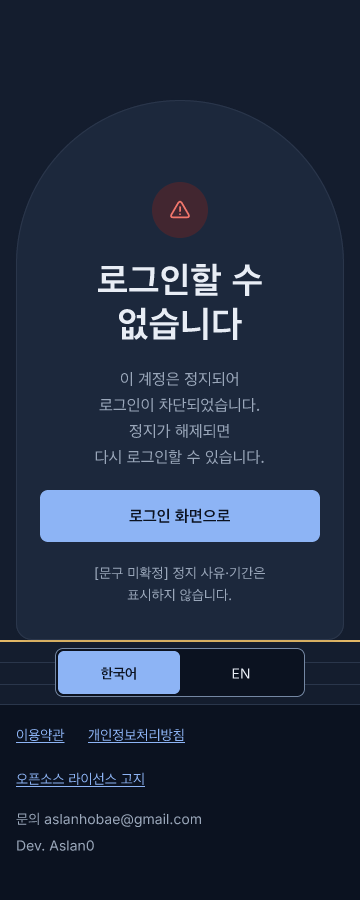 로그인할 수
없습니다
이 계정은 정지되어
로그인이 차단되었습니다.
정지가 해제되면
다시 로그인할 수 있습니다.
로그인 화면으로
[문구 미확정] 정지 사유·기간은
표시하지 않습니다.
한국어 EN
이용약관 개인정보처리방침
오픈소스 라이선스 고지
문의 aslanhobae@gmail.com
Dev. Aslan0